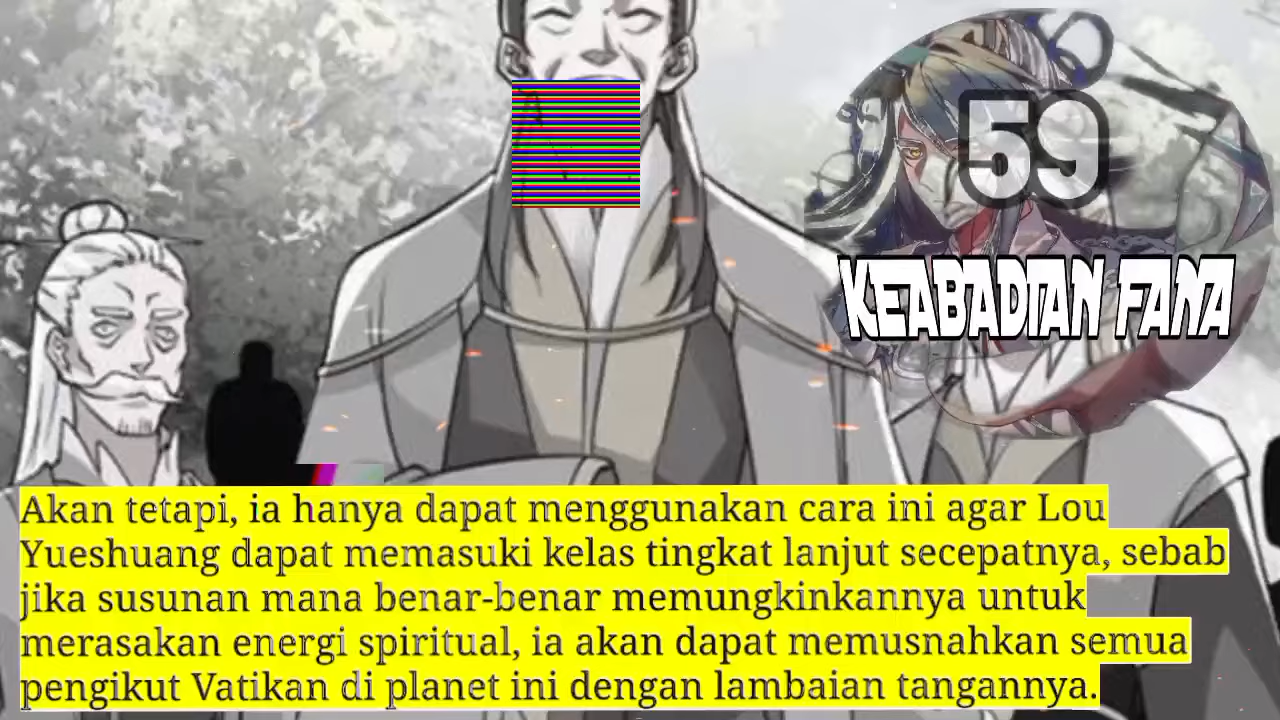 59
KEABADIAN FANA
Akan tetapi, ia hanya dapat menggunakan cara ini agar Lou
Yueshuang dapat memasuki kelas tingkat lanjut secepatnya, sebab
jika susunan mana benar-benar memungkinkannya untuk
merasakan energi spiritual, ia akan dapat memusnahkan semua
pengikut Vatikan di planet ini dengan lambaian tangannya.